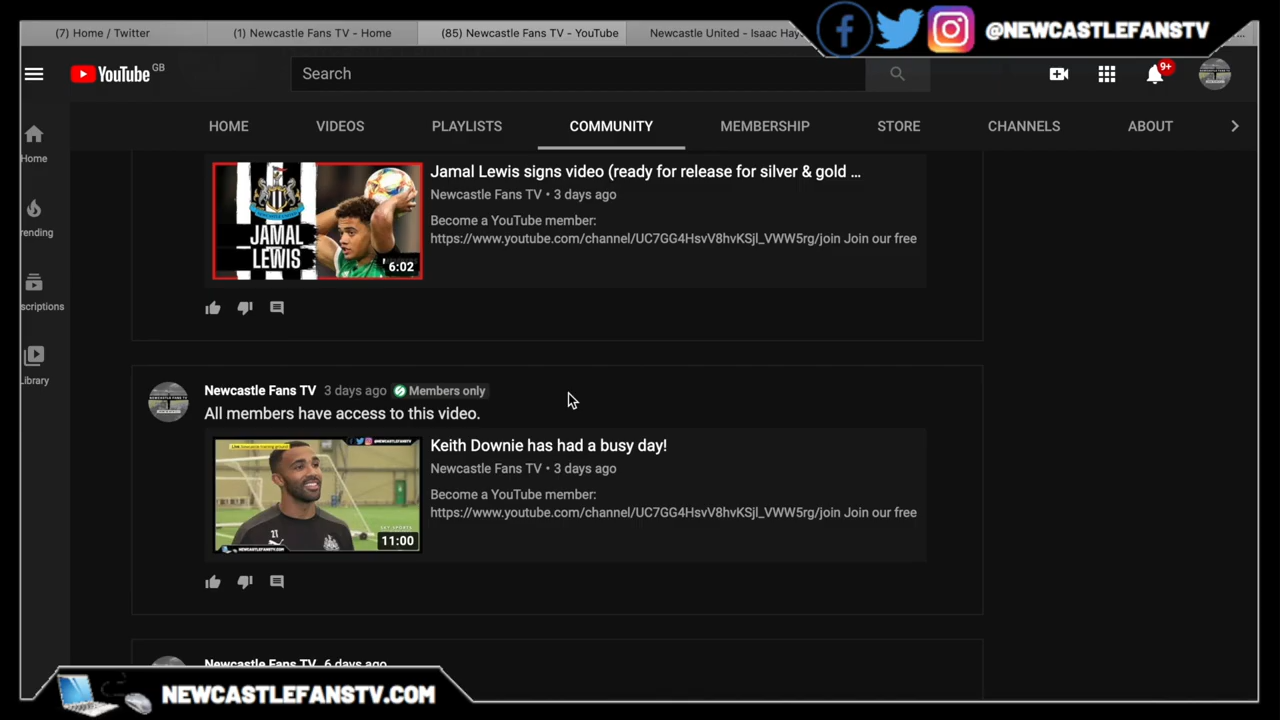 (7) Home / Twitter
(1) Newcastle Fans TV - Home
(85) Newcastle Fans TV - YouTube
Newcastle United - Isaac Hay
@NEWCASTLEFANSTV
YouTube GB
Search
9+
HOME
VIDEOS
PLAYLISTS
COMMUNITY
MEMBERSHIP
STORE
CHANNELS
ABOUT
Home
rending
scriptions
Library
JAMAL
LEWIS
6:02
Jamal Lewis signs video (ready for release for silver & gold ...
Newcastle Fans TV • 3 days ago
Become a YouTube member:
https://www.youtube.com/channel/UC7GG4HsvV8hvKSjl_VWW5rg/join Join our free
Newcastle Fans TV 3 days ago Members only
All members have access to this video.
27
11:00
Keith Downie has had a busy day!
Newcastle Fans TV • 3 days ago
Become a YouTube member:
https://www.youtube.com/channel/UC7GG4HsvV8hvKSjl_VWW5rg/join Join our free
Newcastle Fans TV 6 days ago
NEWCASTLEFANSTV.COM